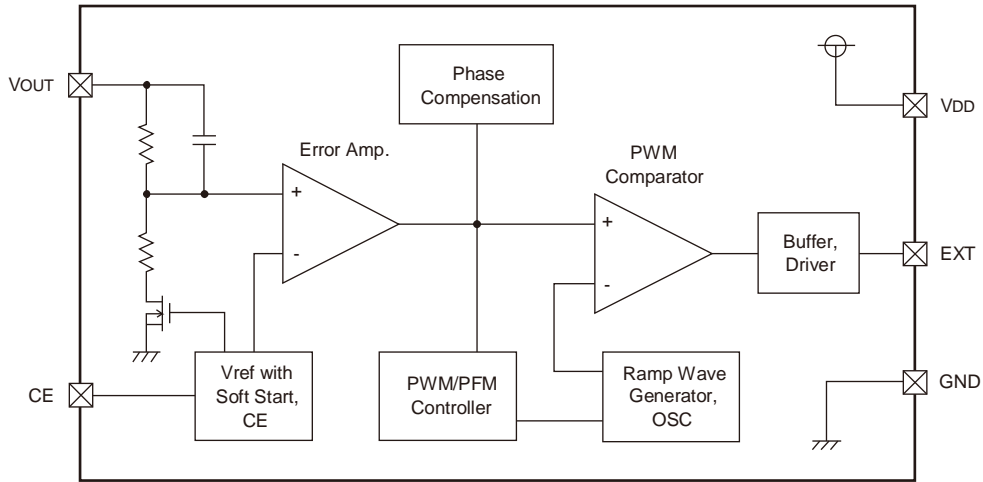 VOUT
Phase
Compensation
VDD
Error Amp.
PWM
Comparator
+
-
+
-
Buffer,
Driver
EXT
CE
Vref with
Soft Start,
CE
PWM/PFM
Controller
Ramp Wave
Generator,
OSC
GND